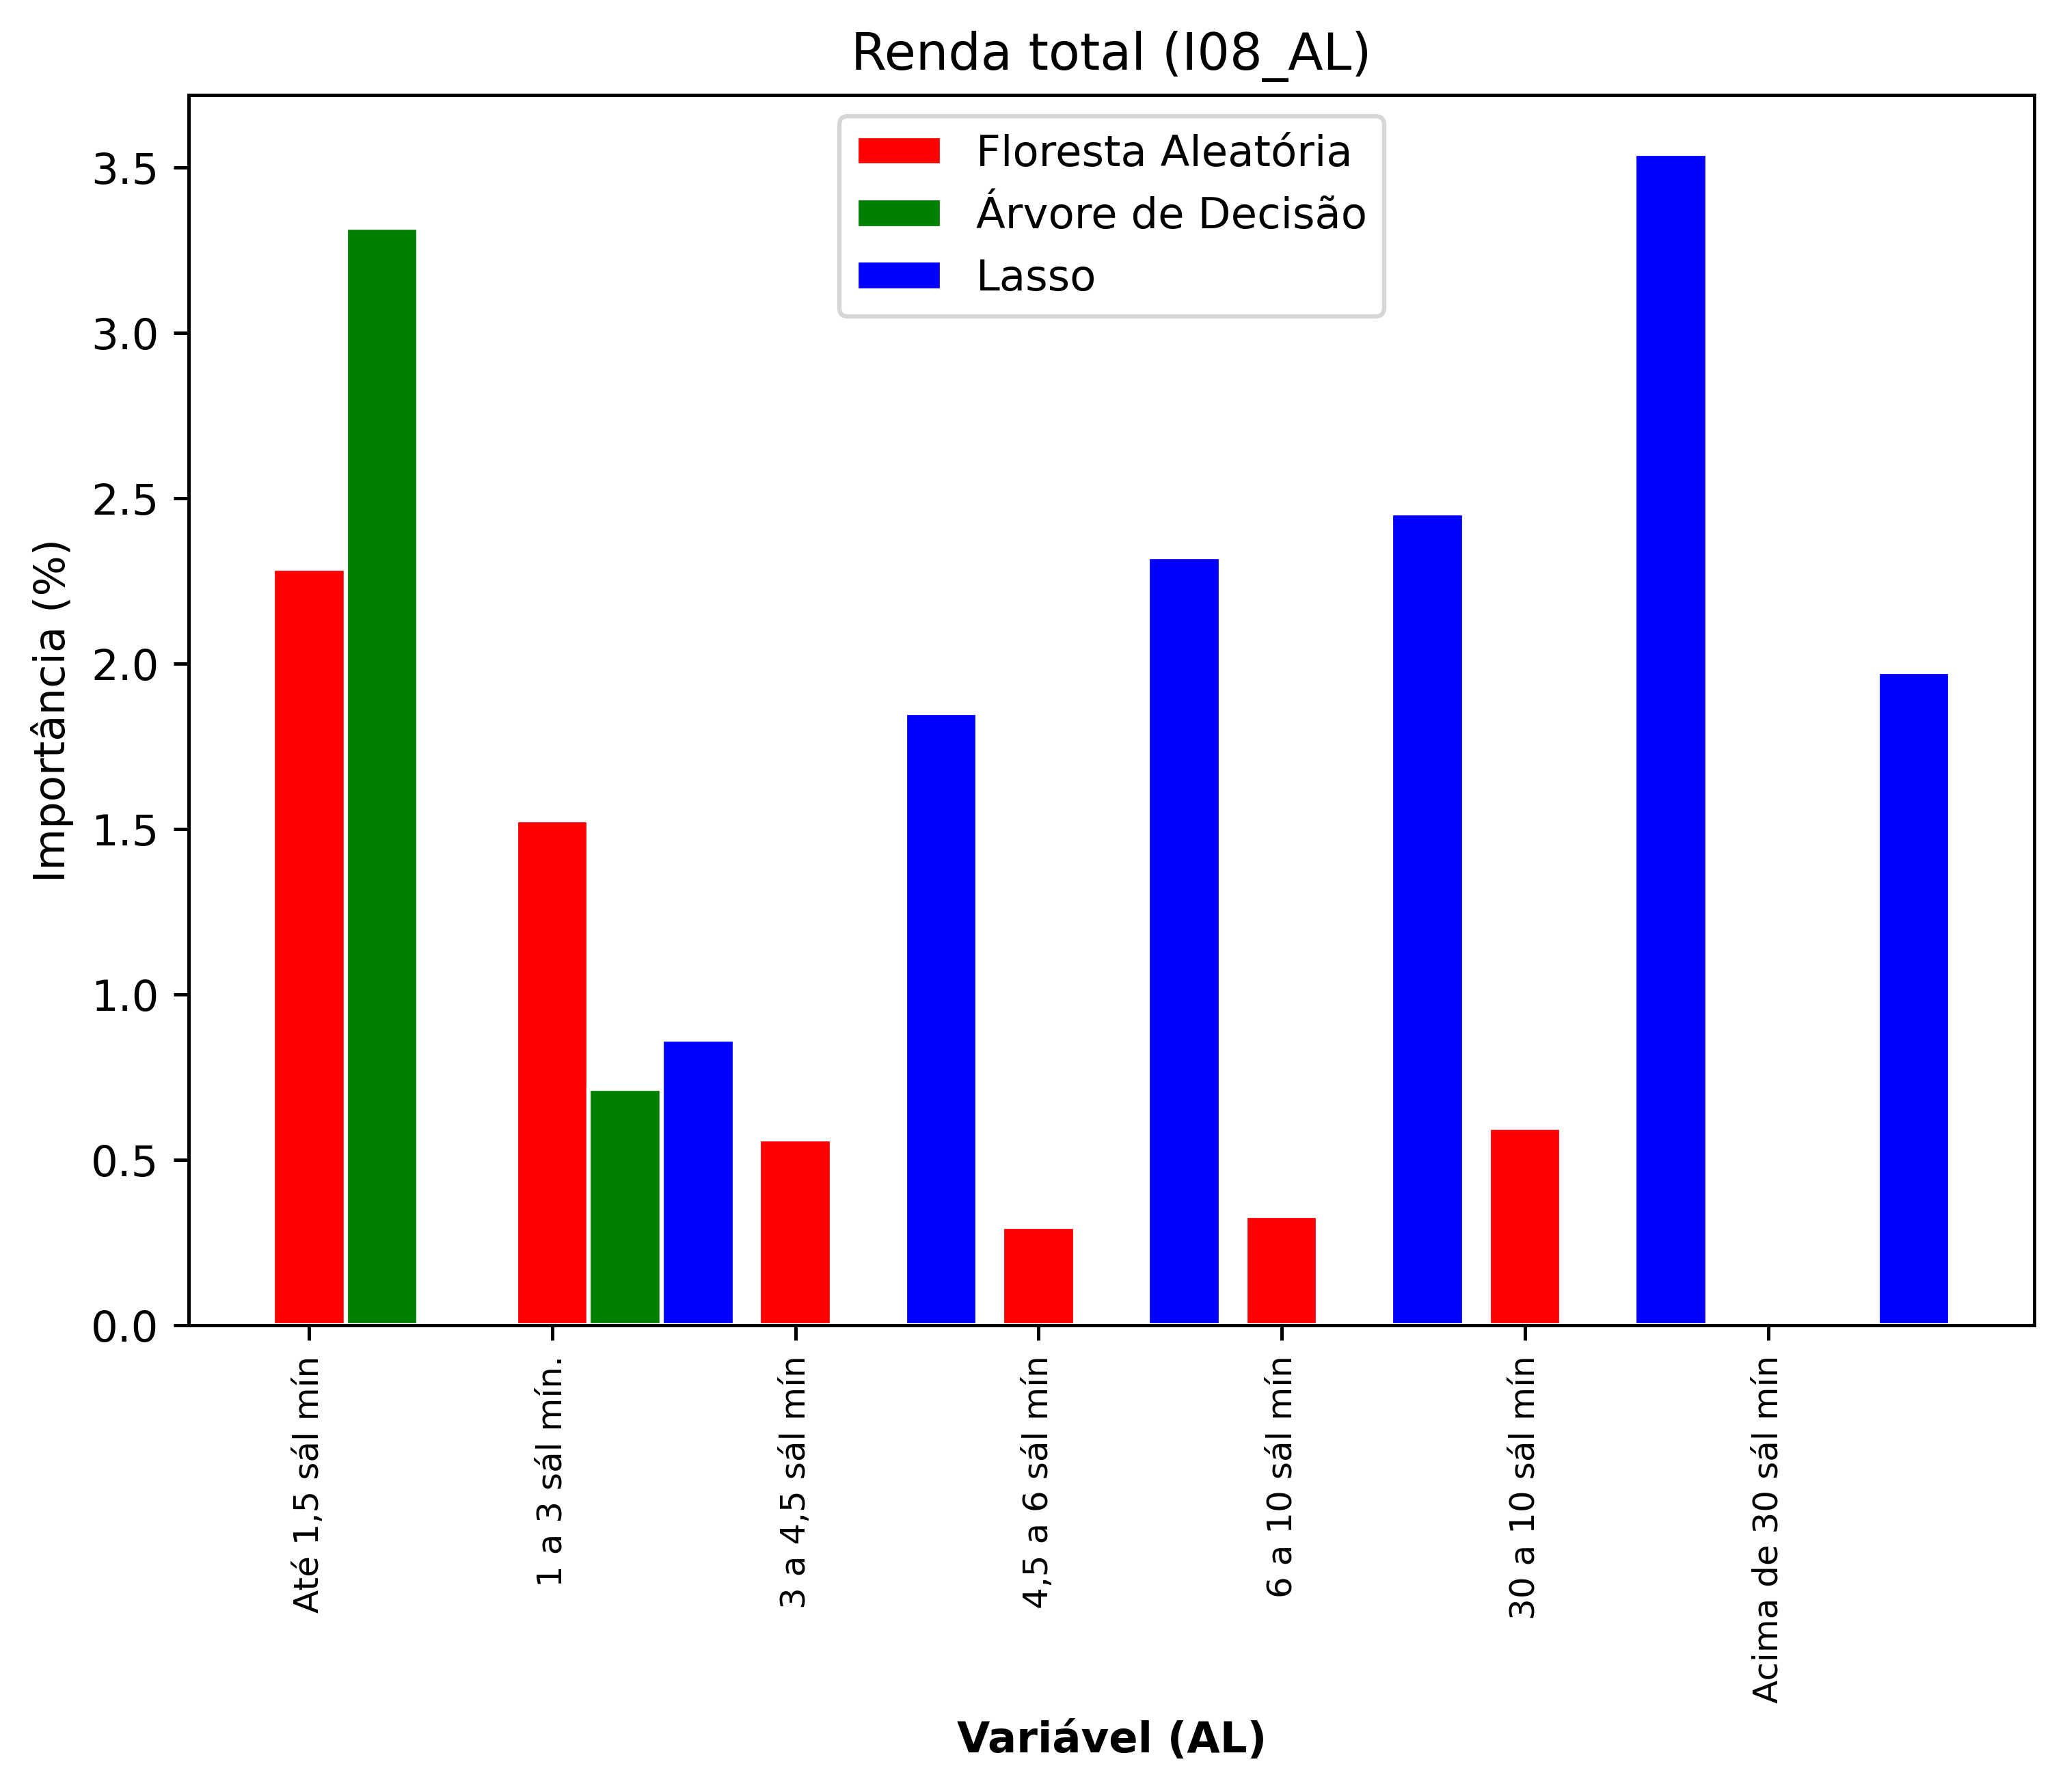 Renda total (I08_AL)
Floresta Aleatória
Árvore de Decisão
Lasso
Importância (%)
3.5
3.0
2.5
2.0
1.5
1.0
0.5
0.0
Até 1,5 sál mín
1 a 3 sál mín.
3 a 4,5 sál mín
4,5 a 6 sál mín
6 a 10 sál mín
30 a 10 sál mín
Acima de 30 sál mín
Variável (AL)